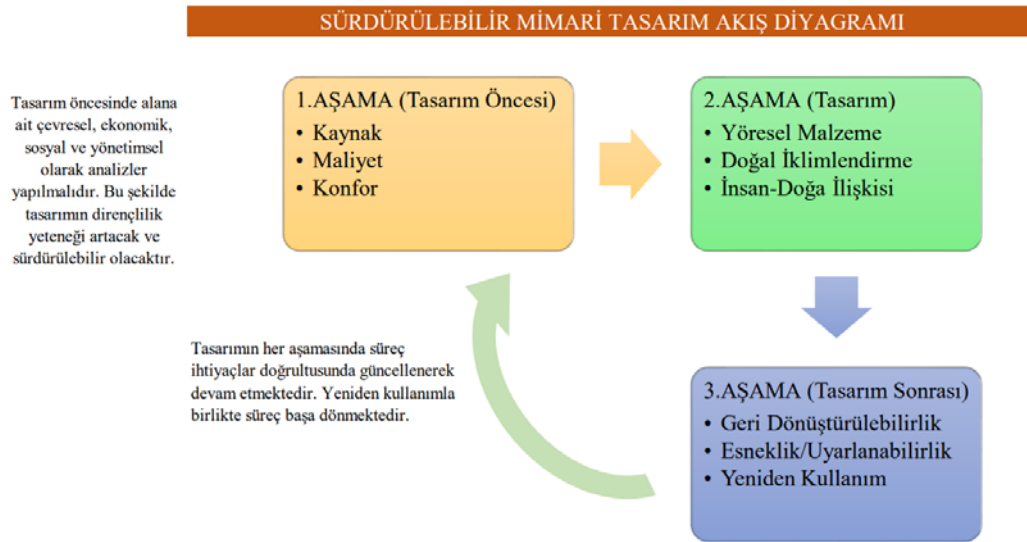 SÜRDÜRÜLEBİLİR MİMARİ TASARIM AKIŞ DİYAGRAMI
Tasarım öncesinde alana
ait çevresel, ekonomik,
sosyal ve yönetimsel
olarak analizler
yapılmalıdır. Bu şekilde
tasarımın dirençlilik
yeteneği artacak ve
sürdürülebilir olacaktır.
1.AŞAMA (Tasarım Öncesi)
• Kaynak
• Maliyet
• Konfor
2.AŞAMA (Tasarım)
• Yöresel Malzeme
• Doğal İklimlendirme
• İnsan-Doğa İlişkisi
Tasarımın her aşamasında süreç
ihtiyaçlar doğrultusunda güncellenerek
devam etmektedir. Yeniden kullanımla
birlikte süreç başa dönmektedir.
3.AŞAMA (Tasarım Sonrası)
• Geri Dönüştürülebilirlik
• Esneklik/Uyarlanabilirlik
• Yeniden Kullanım